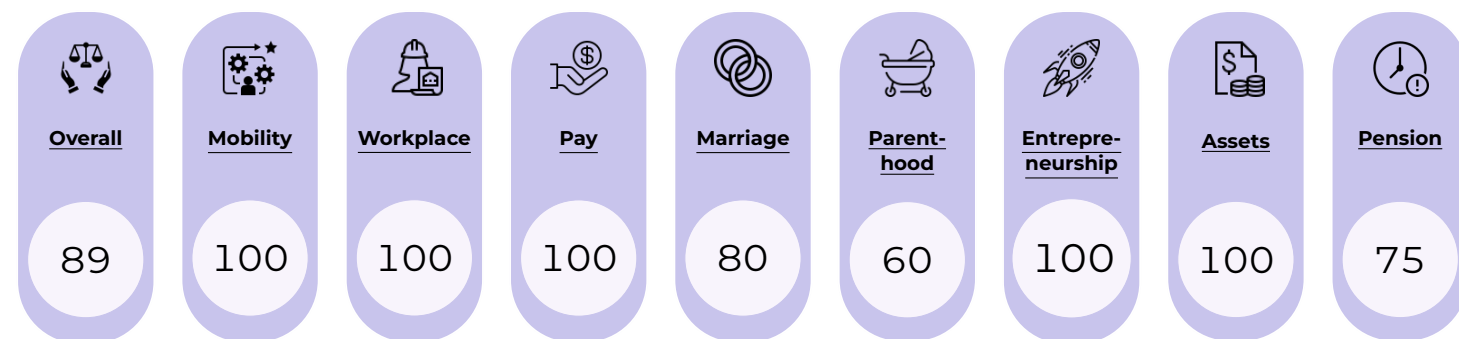 Overall
Mobility
Workplace
Pay
Marriage
Parent-
hood
Entrepre-
neurship
Assets
Pension
89
100
100
100
80
60
100
100
75